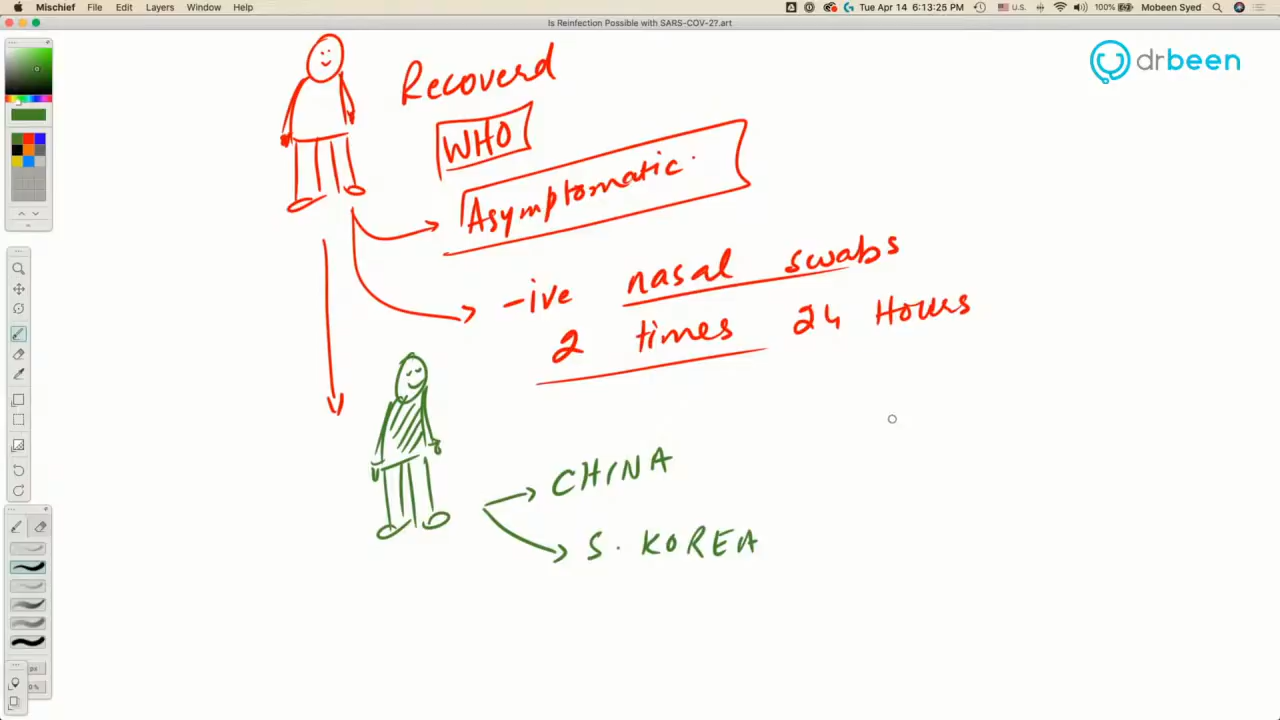 Mischief File Edit Layers Window Help
Tue Apr 14 6:13:25 PM Mobeen Syed
U.S. 100%
Is Reinfection Possible with SARS-COV-2?.art
drbeen
Recoverd
WHO
Asymptomatic
-ive nasal swabs
2 times 24 Hours
CHINA
S. KOREA